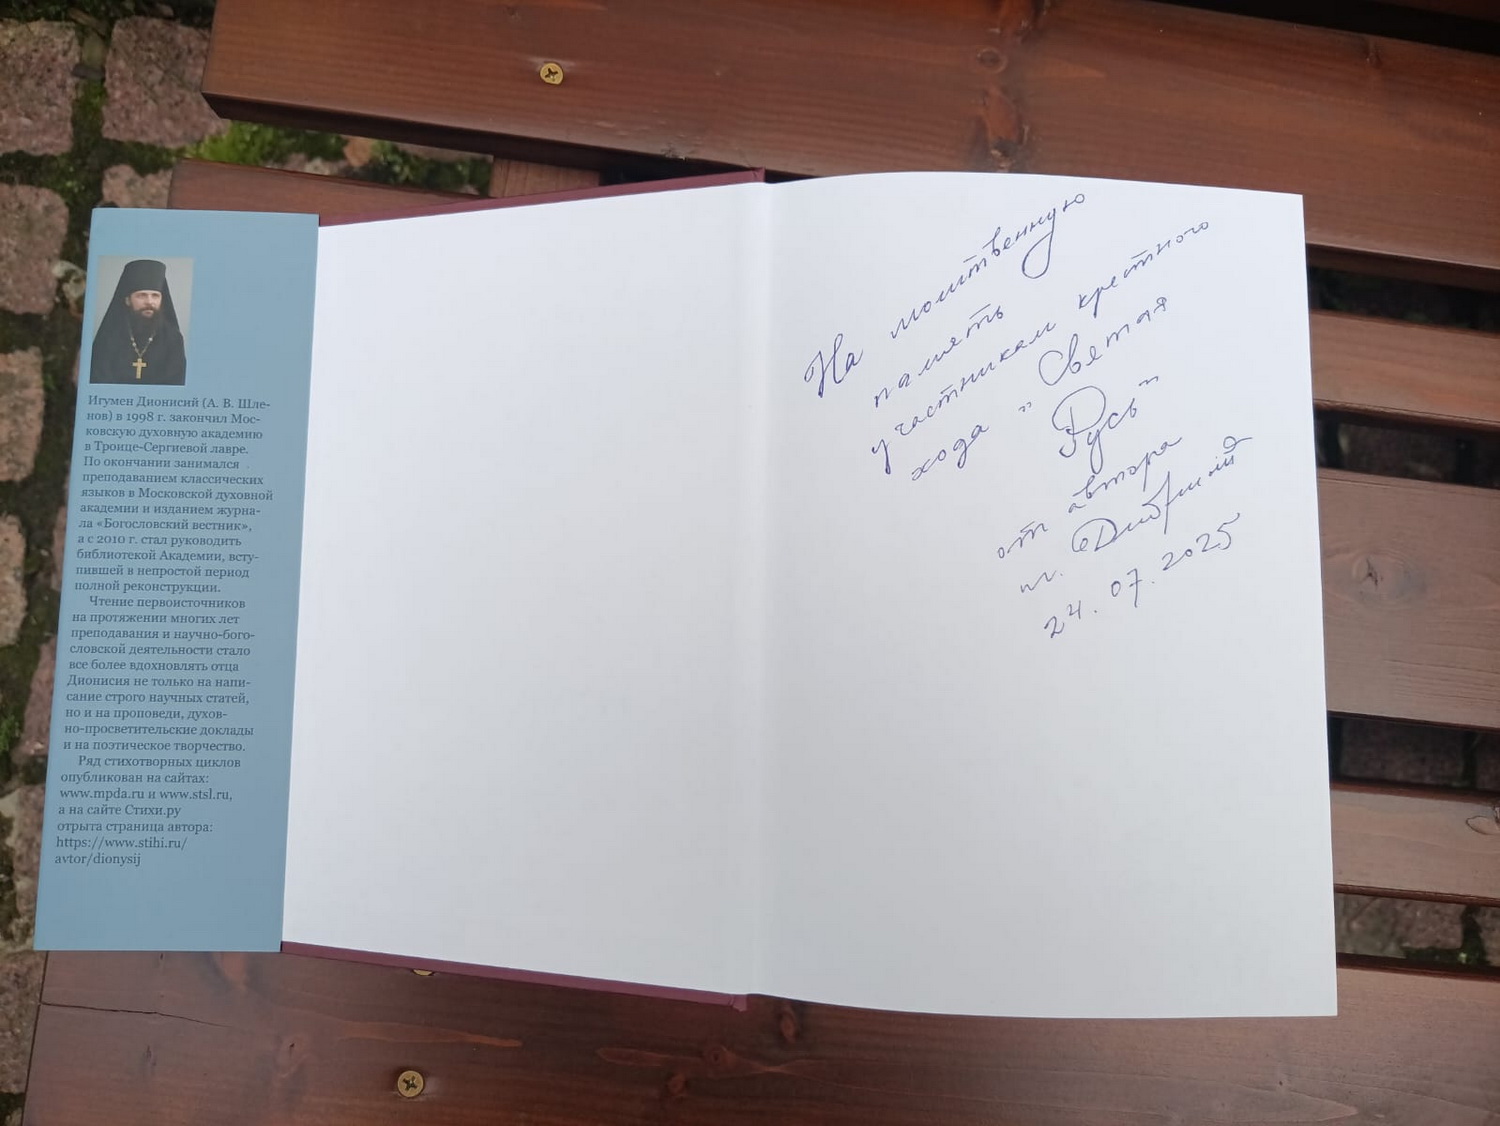 Игумен Дионисий (А. В. Шле-
нов) в 1998 г. закончил Мос-
ковскую духовную академию
в Троице-Сергиевой лавре.
По окончании занимался
преподаванием классических
языков в Московской духовной
академии и изданием журна-
ла «Богословский вестник»,
а с 2010 г. стал руководить
библиотекой Академии, всту-
пившей в непростой период
полной реконструкции.
Чтение первоисточников
на протяжении многих лет
преподавания и научно-бого-
словской деятельности стало
все более вдохновлять отца
Дионисия не только на напи-
сание строго научных статей,
но и на проповеди, духов-
но-просветительские доклады
и на поэтическое творчество.
Ряд стихотворных циклов
опубликован на сайтах:
www.mpda.ru и www.stsl.ru,
а на сайте Стихи.ру
отрыта страница автора:
https://www.stihi.ru/
avtor/dionysij
На молитвенную
память
участникам крестного
хода "Святая
Русь"
от автора
24.07.2025